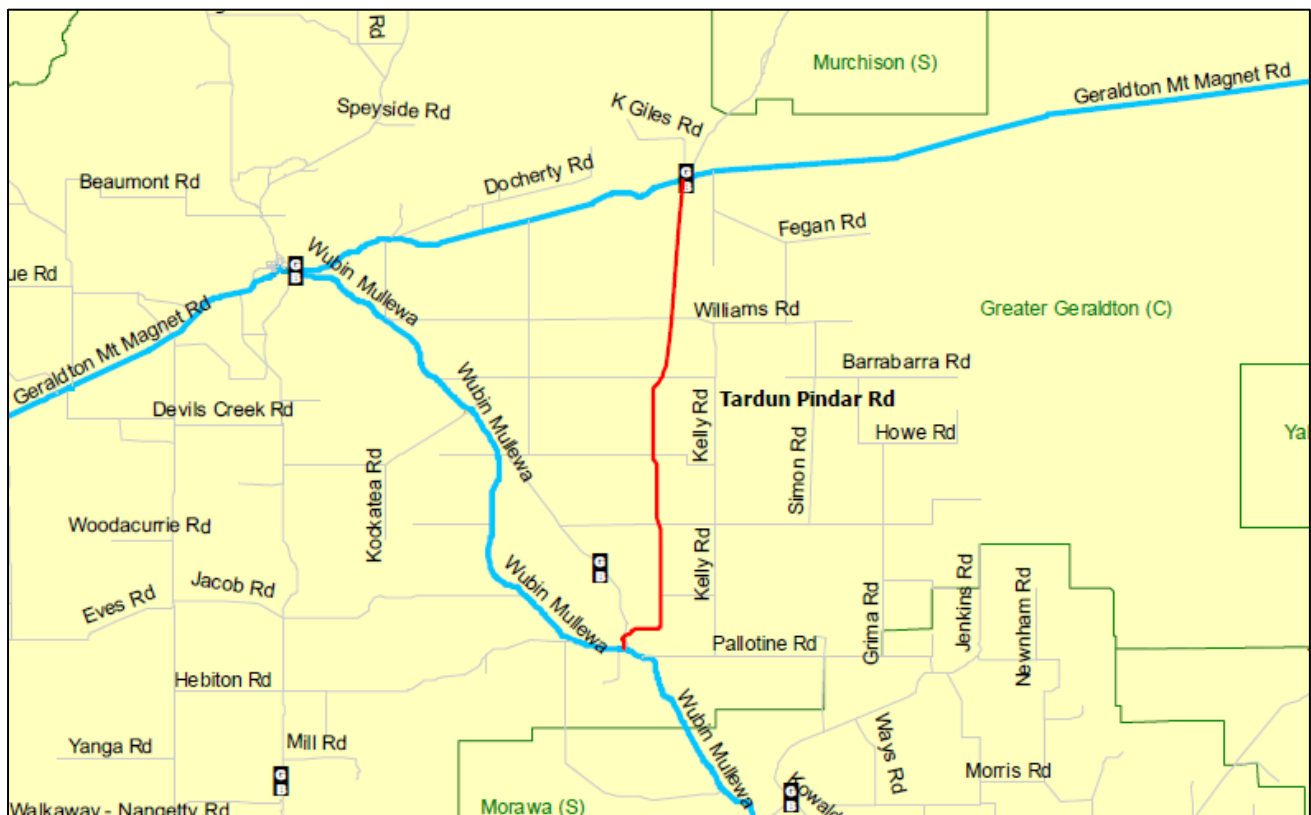 Rd
Murchison (S)
Geraldton Mt Magnet Rd
Speyside Rd
K Giles Rd
Docherty Rd
Beaumont Rd
Fegan Rd
Wubin Mullewa
ue Rd
Williams Rd
Greater Geraldton (C)
Geraldton Mt Magnet Rd
Barrabarra Rd
Wubin Mullewa
Tardun Pindar Rd
Devils Creek Rd
Kelly Rd
Howe Rd
Yal
Simon Rd
Kockatea Rd
Woodacurrie Rd
Kelly Rd
Wubin Mullewa
Jacob Rd
Eves Rd
Grima Rd
Jenkins Rd
Newnham Rd
Pallotine Rd
Hebiton Rd
Wubin Mullewa
Ways Rd
Yanga Rd
Mill Rd
Morris Rd
Kowald
Walkaway - Nangetty Rd
Morawa (S)